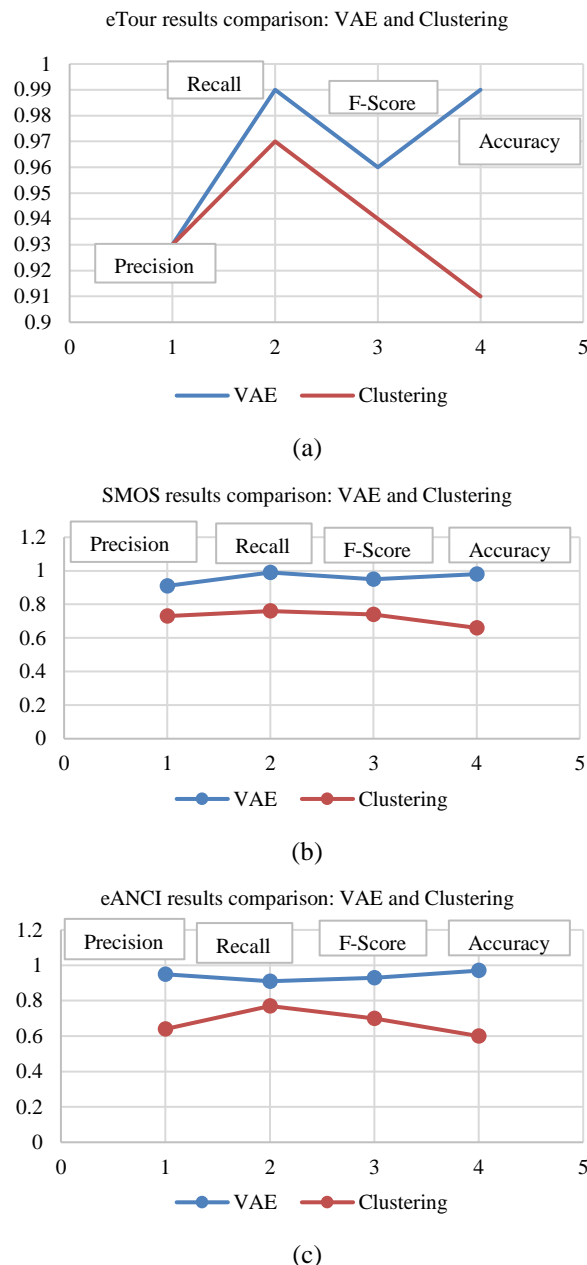 eTour results comparison: VAE and Clustering
1
0.99
0.98
0.97
0.96
0.95
0.94
0.93
0.92
0.91
0.9
Recall
F-Score
Accuracy
Precision
0 1 2 3 4 5
VAE Clustering
(a)
SMOS results comparison: VAE and Clustering
1.2
1
0.8
0.6
0.4
0.2
0
Precision Recall F-Score Accuracy
0 1 2 3 4 5
VAE Clustering
(b)
eANCI results comparison: VAE and Clustering
1.2
1
0.8
0.6
0.4
0.2
0
Precision Recall F-Score Accuracy
0 1 2 3 4 5
VAE Clustering
(c)